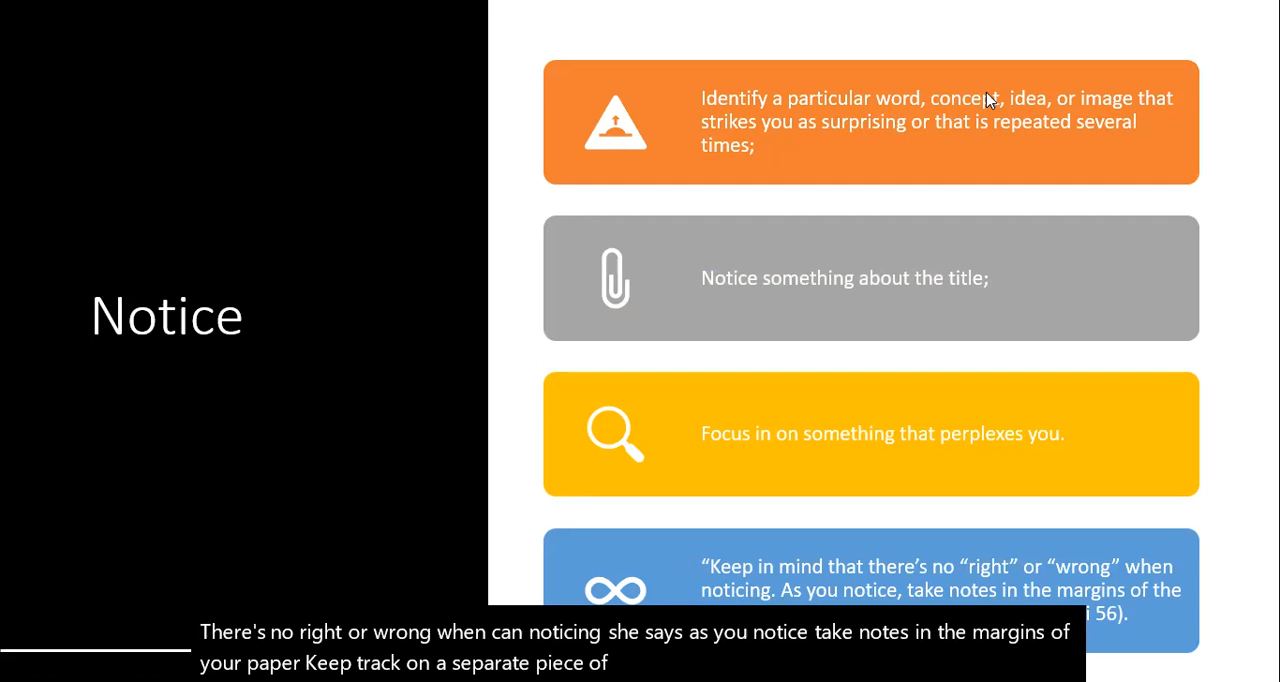 Notice
Identify a particular word, concept, idea, or image that
strikes you as surprising or that is repeated several
times;
Notice something about the title;
Focus in on something that perplexes you.
“Keep in mind that there’s no “right” or “wrong” when
noticing. As you notice, take notes in the margins of the
i 56).
There's no right or wrong when can noticing she says as you notice take notes in the margins of
your paper Keep track on a separate piece of